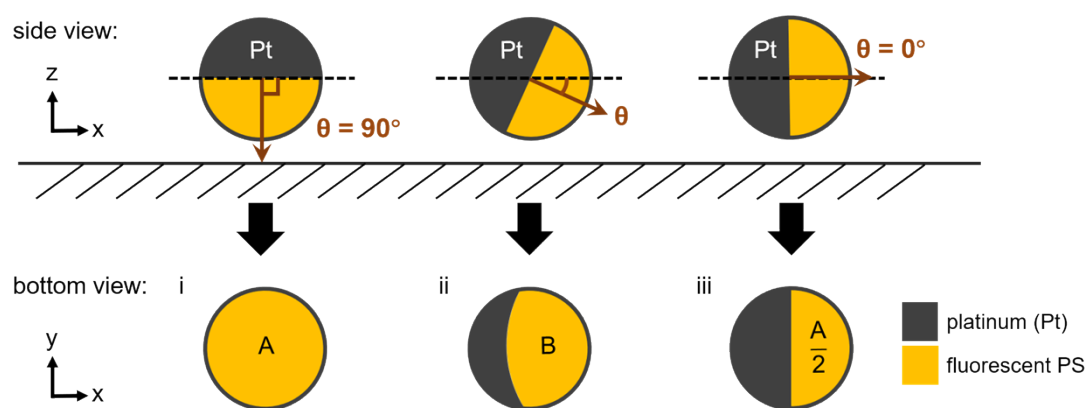 side view:
Pt
Pt
Pt
θ = 0°
z
x
θ = 90°
θ
bottom view:
i
ii
iii
y
x
A
B
A
2
platinum (Pt)
fluorescent PS